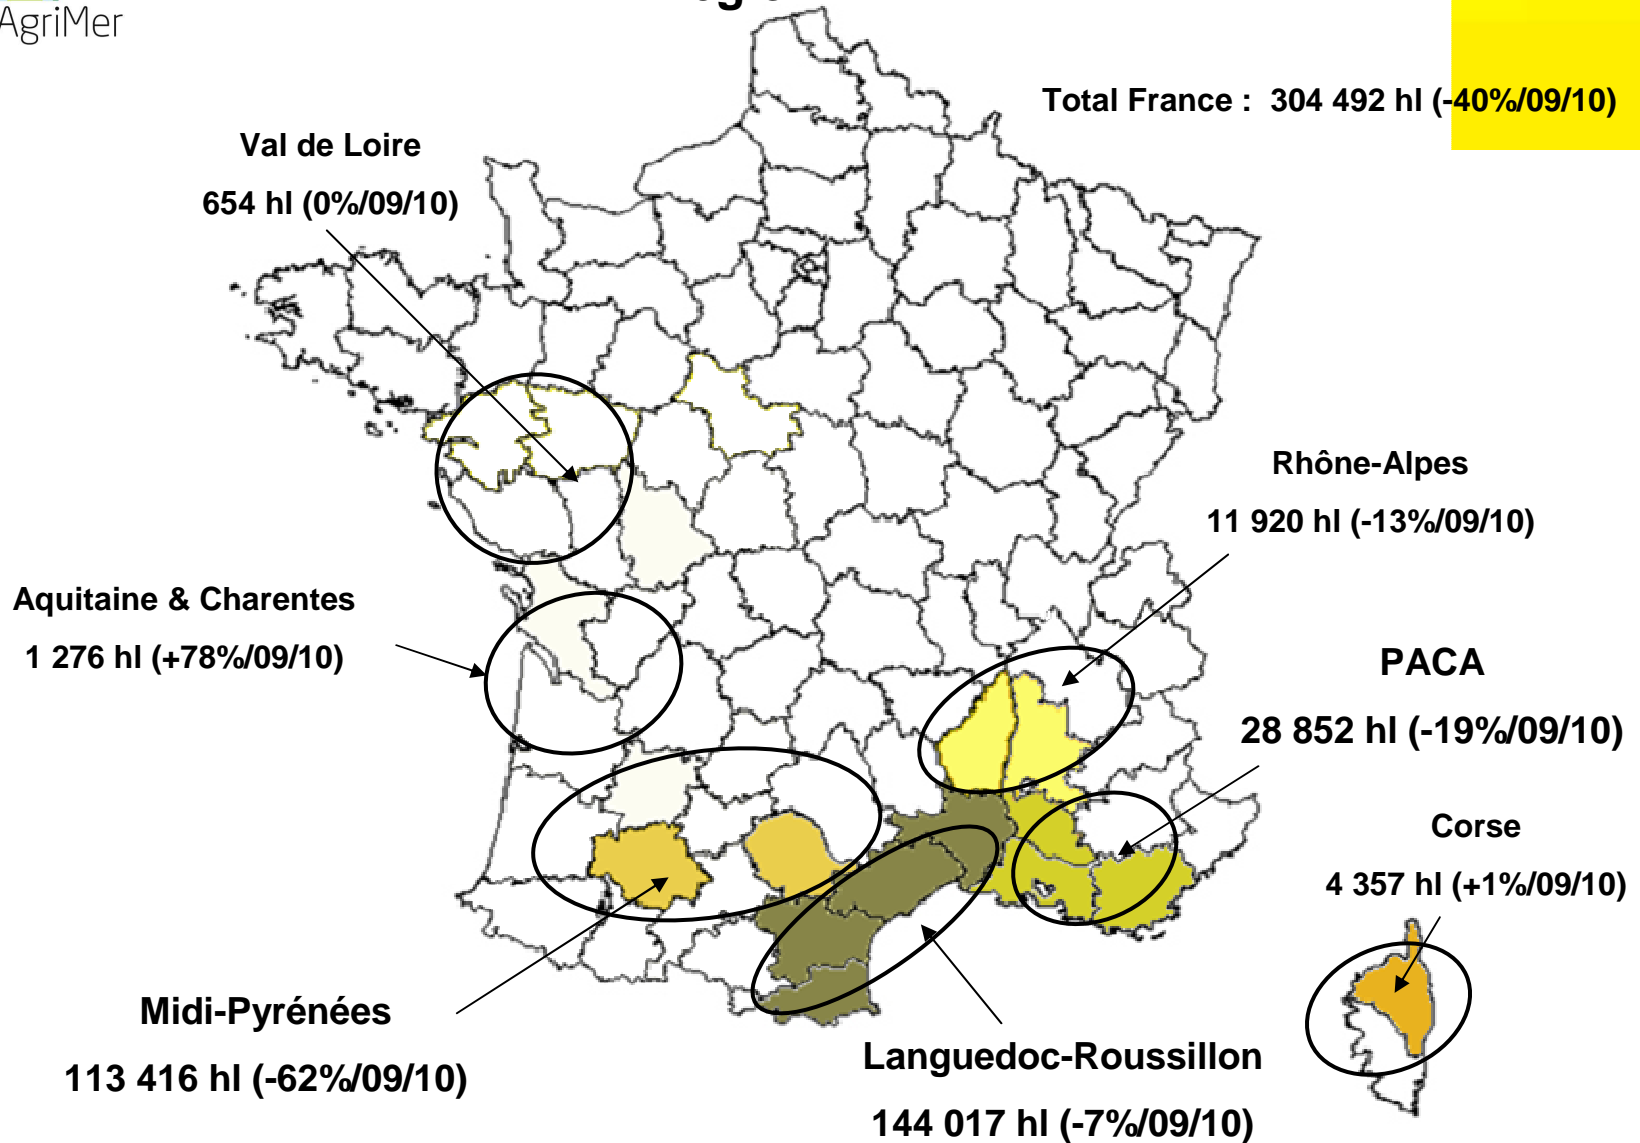 AgriMer
Total France : 304 492 hl (-40%/09/10)
Val de Loire
654 hl (0%/09/10)
Rhône-Alpes
11 920 hl (-13%/09/10)
Aquitaine & Charentes
1 276 hl (+78%/09/10)
PACA
28 852 hl (-19%/09/10)
Corse
4 357 hl (+1%/09/10)
Midi-Pyrénées
113 416 hl (-62%/09/10)
Languedoc-Roussillon
144 017 hl (-7%/09/10)